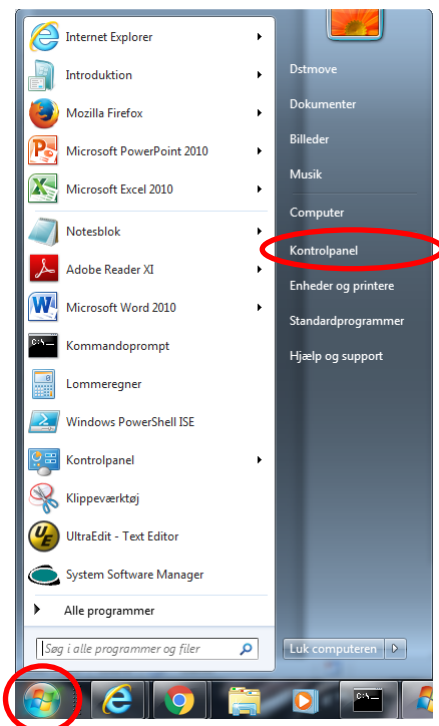 Internet Explorer
Introduktion
Mozilla Firefox
Microsoft PowerPoint 2010
Microsoft Excel 2010
Notesblok
Adobe Reader XI
Microsoft Word 2010
Kommandoprompt
Lommeregner
Windows PowerShell ISE
Kontrolpanel
Klippeværktøj
UltraEdit - Text Editor
System Software Manager
Alle programmer
Søg i alle programmer og filer
Dstmove
Dokumenter
Billeder
Musik
Computer
Kontrolpanel
Enheder og printere
Standardprogrammer
Hjælp og support
Luk computeren